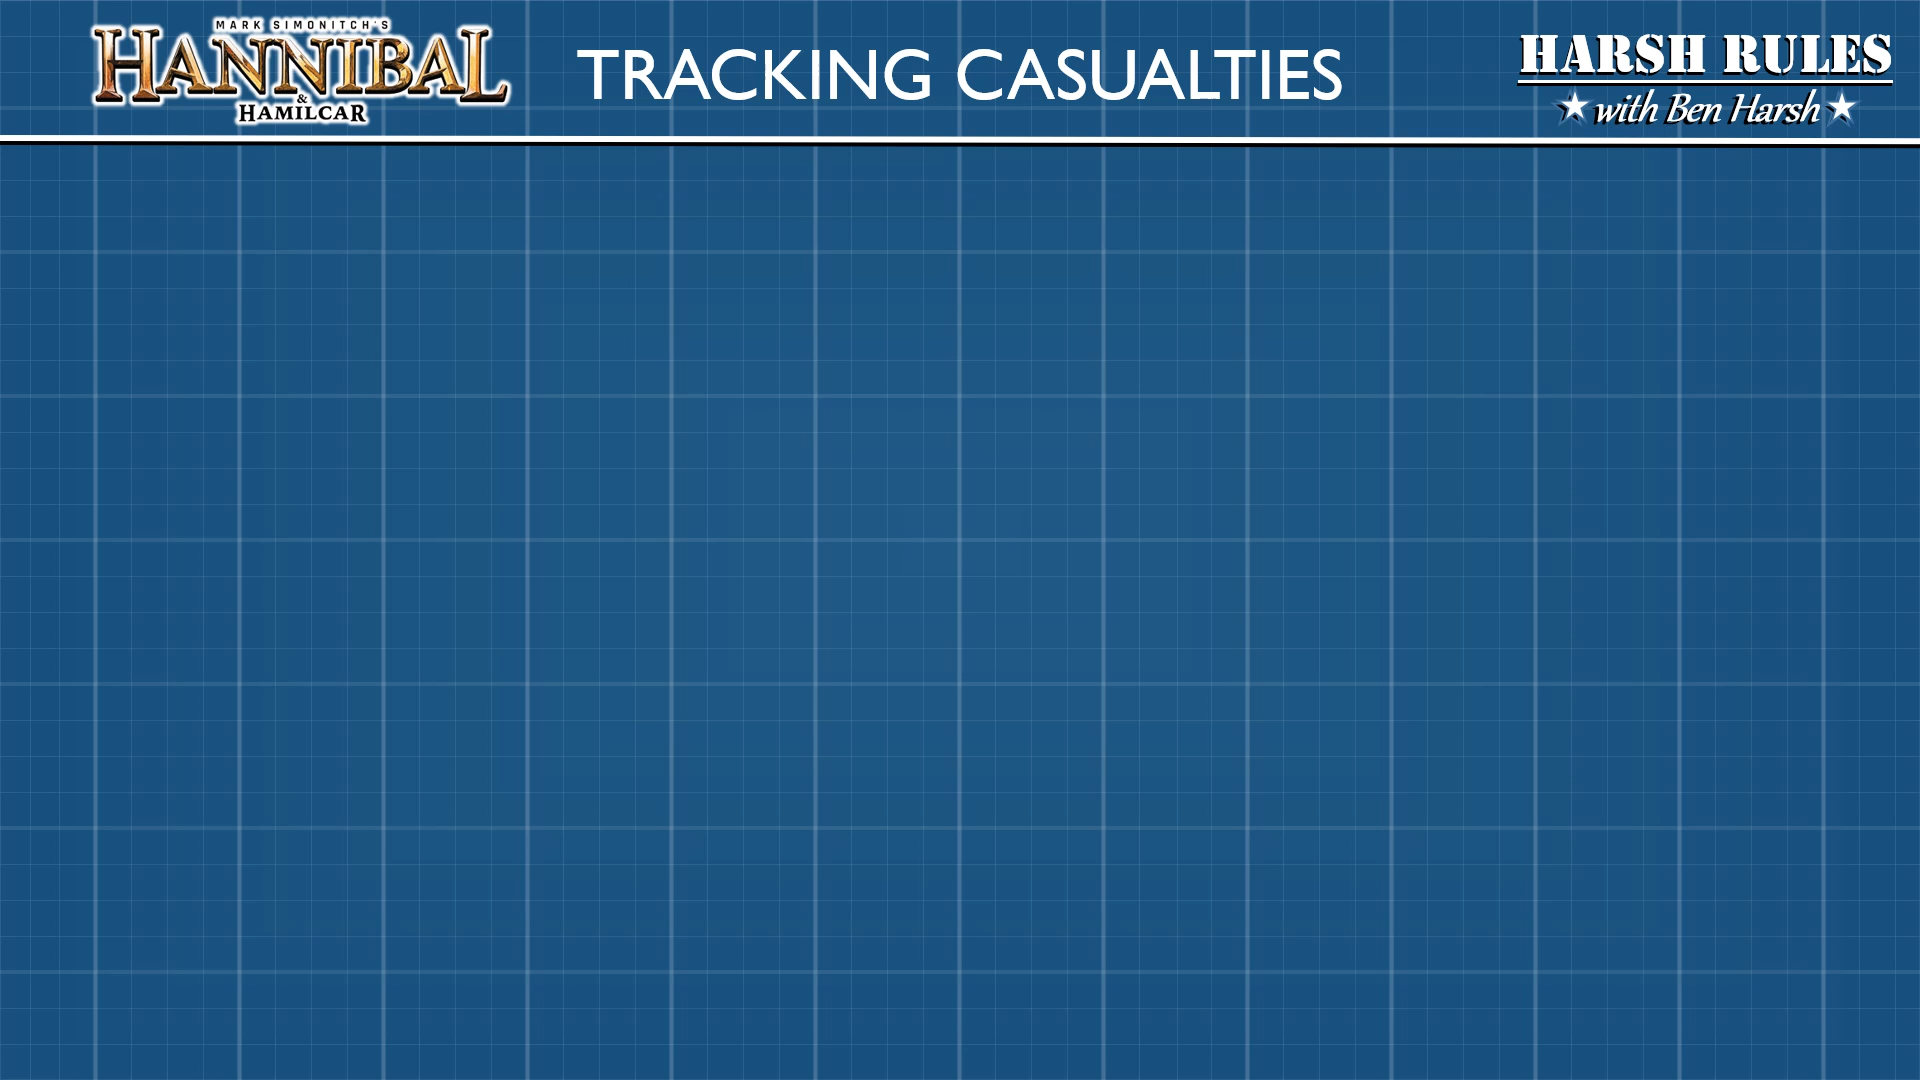 MARK SIMONITCH'S
HANNIBAL
&
HAMILCAR
TRACKING CASUALTIES
HARSH RULES
with Ben Harsh